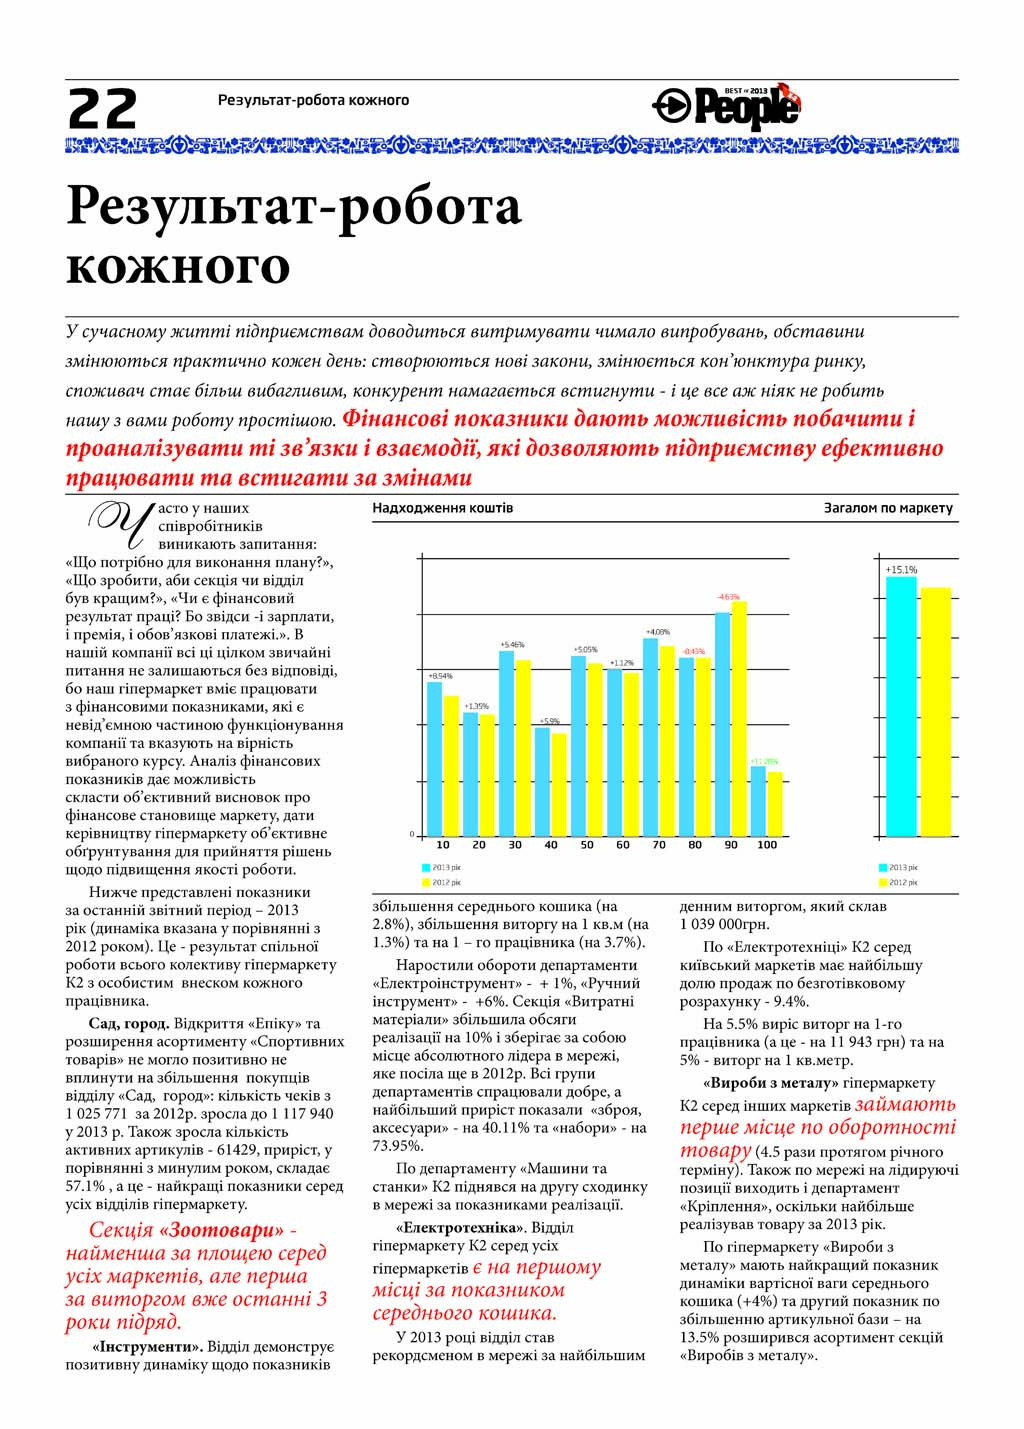 22
Результат-робота кожного
BEST OF 2013
People
Результат-робота
кожного
У сучасному житті підприємствам доводиться витримувати чимало випробувань, обставини
змінюються практично кожен день: створюються нові закони, змінюється кон’юнктура ринку,
споживач стає більш вибагливим, конкурент намагається встигнути - і це все аж ніяк не робить
нашу з вами роботу простішою. Фінансові показники дають можливість побачити і
проаналізувати ті зв’язки і взаємодії, які дозволяють підприємству ефективно
працювати та встигати за змінами
Часто у наших
співробітників
виникають запитання:
«Що потрібно для виконання плану?»,
«Що зробити, аби секція чи відділ
був кращим?», «Чи є фінансовий
результат праці? Бо звідси -і зарплати,
і премія, і обов’язкові платежі.». В
нашій компанії всі ці цілком звичайні
питання не залишаються без відповіді,
бо наш гіпермаркет вміє працювати
з фінансовими показниками, які є
невід’ємною частиною функціонування
компанії та вказують на вірність
вибраного курсу. Аналіз фінансових
показників дає можливість
скласти об’єктивний висновок про
фінансове становище маркету, дати
керівництву гіпермаркету об’єктивне
обґрунтування для прийняття рішень
щодо підвищення якості роботи.
Нижче представлені показники
за останній звітний період – 2013
рік (динаміка вказана у порівнянні з
2012 роком). Це - результат спільної
роботи всього колективу гіпермаркету
К2 з особистим внеском кожного
працівника.
Сад, город. Відкриття «Епіку» та
розширення асортименту «Спортивних
товарів» не могло позитивно не
вплинути на збільшення покупців
відділу «Сад, город»: кількість чеків з
1 025 771 за 2012р. зросла до 1 117 940
у 2013 р. Також зросла кількість
активних артикулів - 61429, приріст, у
порівнянні з минулим роком, складає
57.1% , а це - найкращі показники серед
усіх відділів гіпермаркету.
Секція «Зоотовари» -
найменша за площею серед
усіх маркетів, але перша
за виторгом вже останні 3
роки підряд.
«Інструменти». Відділ демонструє
позитивну динаміку щодо показників
Надходження коштів
Загалом по маркету
+8.94%
+1.35%
+5.46%
+5.9%
+5.05%
+1.12%
+4.08%
-0.43%
-4.63%
+11.20%
0
10 20 30 40 50 60 70 80 90 100
2013 рік
2012 рік
+15.1%
2013 рік
2012 рік
збільшення середнього кошика (на
2.8%), збільшення виторгу на 1 кв.м (на
1.3%) та на 1 – го працівника (на 3.7%).
Наростили обороти департаменти
«Електроінструмент» - + 1%, «Ручний
інструмент» - +6%. Секція «Витратні
матеріали» збільшила обсяги
реалізації на 10% і зберігає за собою
місце абсолютного лідера в мережі,
яке посіла ще в 2012р. Всі групи
департаментів спрацювали добре, а
найбільший приріст показали «зброя,
аксесуари» - на 40.11% та «набори» - на
73.95%.
По департаменту «Машини та
станки» К2 піднявся на другу сходинку
в мережі за показниками реалізації.
«Електротехніка». Відділ
гіпермаркету К2 серед усіх
гіпермаркетів є на першому
місці за показником
середнього кошика.
У 2013 році відділ став
рекордсменом в мережі за найбільшим
денним виторгом, який склав
1 039 000грн.
По «Електротехніці» К2 серед
київський маркетів має найбільшу
долю продаж по безготівковому
розрахунку - 9.4%.
На 5.5% виріс виторг на 1-го
працівника (а це - на 11 943 грн) та на
5% - виторг на 1 кв.метр.
«Вироби з металу» гіпермаркету
К2 серед інших маркетів займають
перше місце по оборотності
товару (4.5 рази протягом річного
терміну). Також по мережі на лідируючі
позиції виходить і департамент
«Кріплення», оскільки найбільше
реалізував товару за 2013 рік.
По гіпермаркету «Вироби з
металу» мають найкращий показник
динаміки вартісної ваги середнього
кошика (+4%) та другий показник по
збільшенню артикульної бази – на
13.5% розширився асортимент секцій
«Виробів з металу».